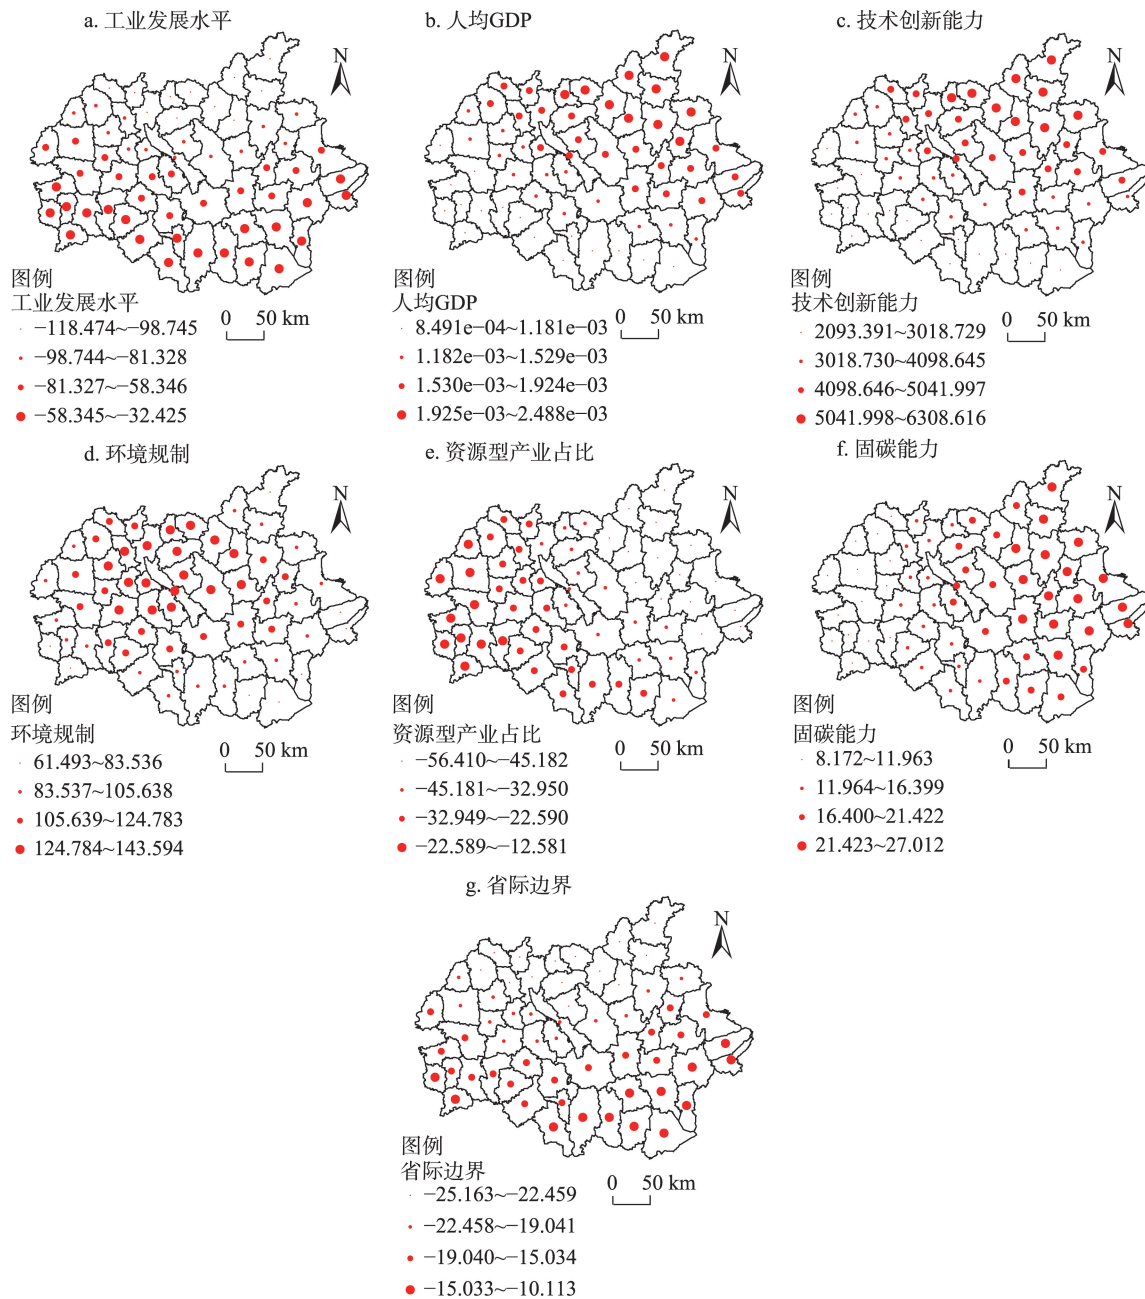 a. 工业发展水平
N
图例
工业发展水平
−118.474~−98.745
−98.744~−81.328
−81.327~−58.346
−58.345~−32.425
0 50 km
b. 人均GDP
N
图例
人均GDP
8.491e−04~1.181e−03
1.182e−03~1.529e−03
1.530e−03~1.924e−03
1.925e−03~2.488e−03
0 50 km
c. 技术创新能力
N
图例
技术创新能力
2093.391~3018.729
3018.730~4098.645
4098.646~5041.997
5041.998~6308.616
0 50 km
d. 环境规制
N
图例
环境规制
61.493~83.536
83.537~105.638
105.639~124.783
124.784~143.594
0 50 km
e. 资源型产业占比
N
图例
资源型产业占比
−56.410~−45.182
−45.181~−32.950
−32.949~−22.590
−22.589~−12.581
0 50 km
f. 固碳能力
N
图例
固碳能力
8.172~11.963
11.964~16.399
16.400~21.422
21.423~27.012
0 50 km
g. 省际边界
N
图例
省际边界
−25.163~−22.459
−22.458~−19.041
−19.040~−15.034
−15.033~−10.113
0 50 km